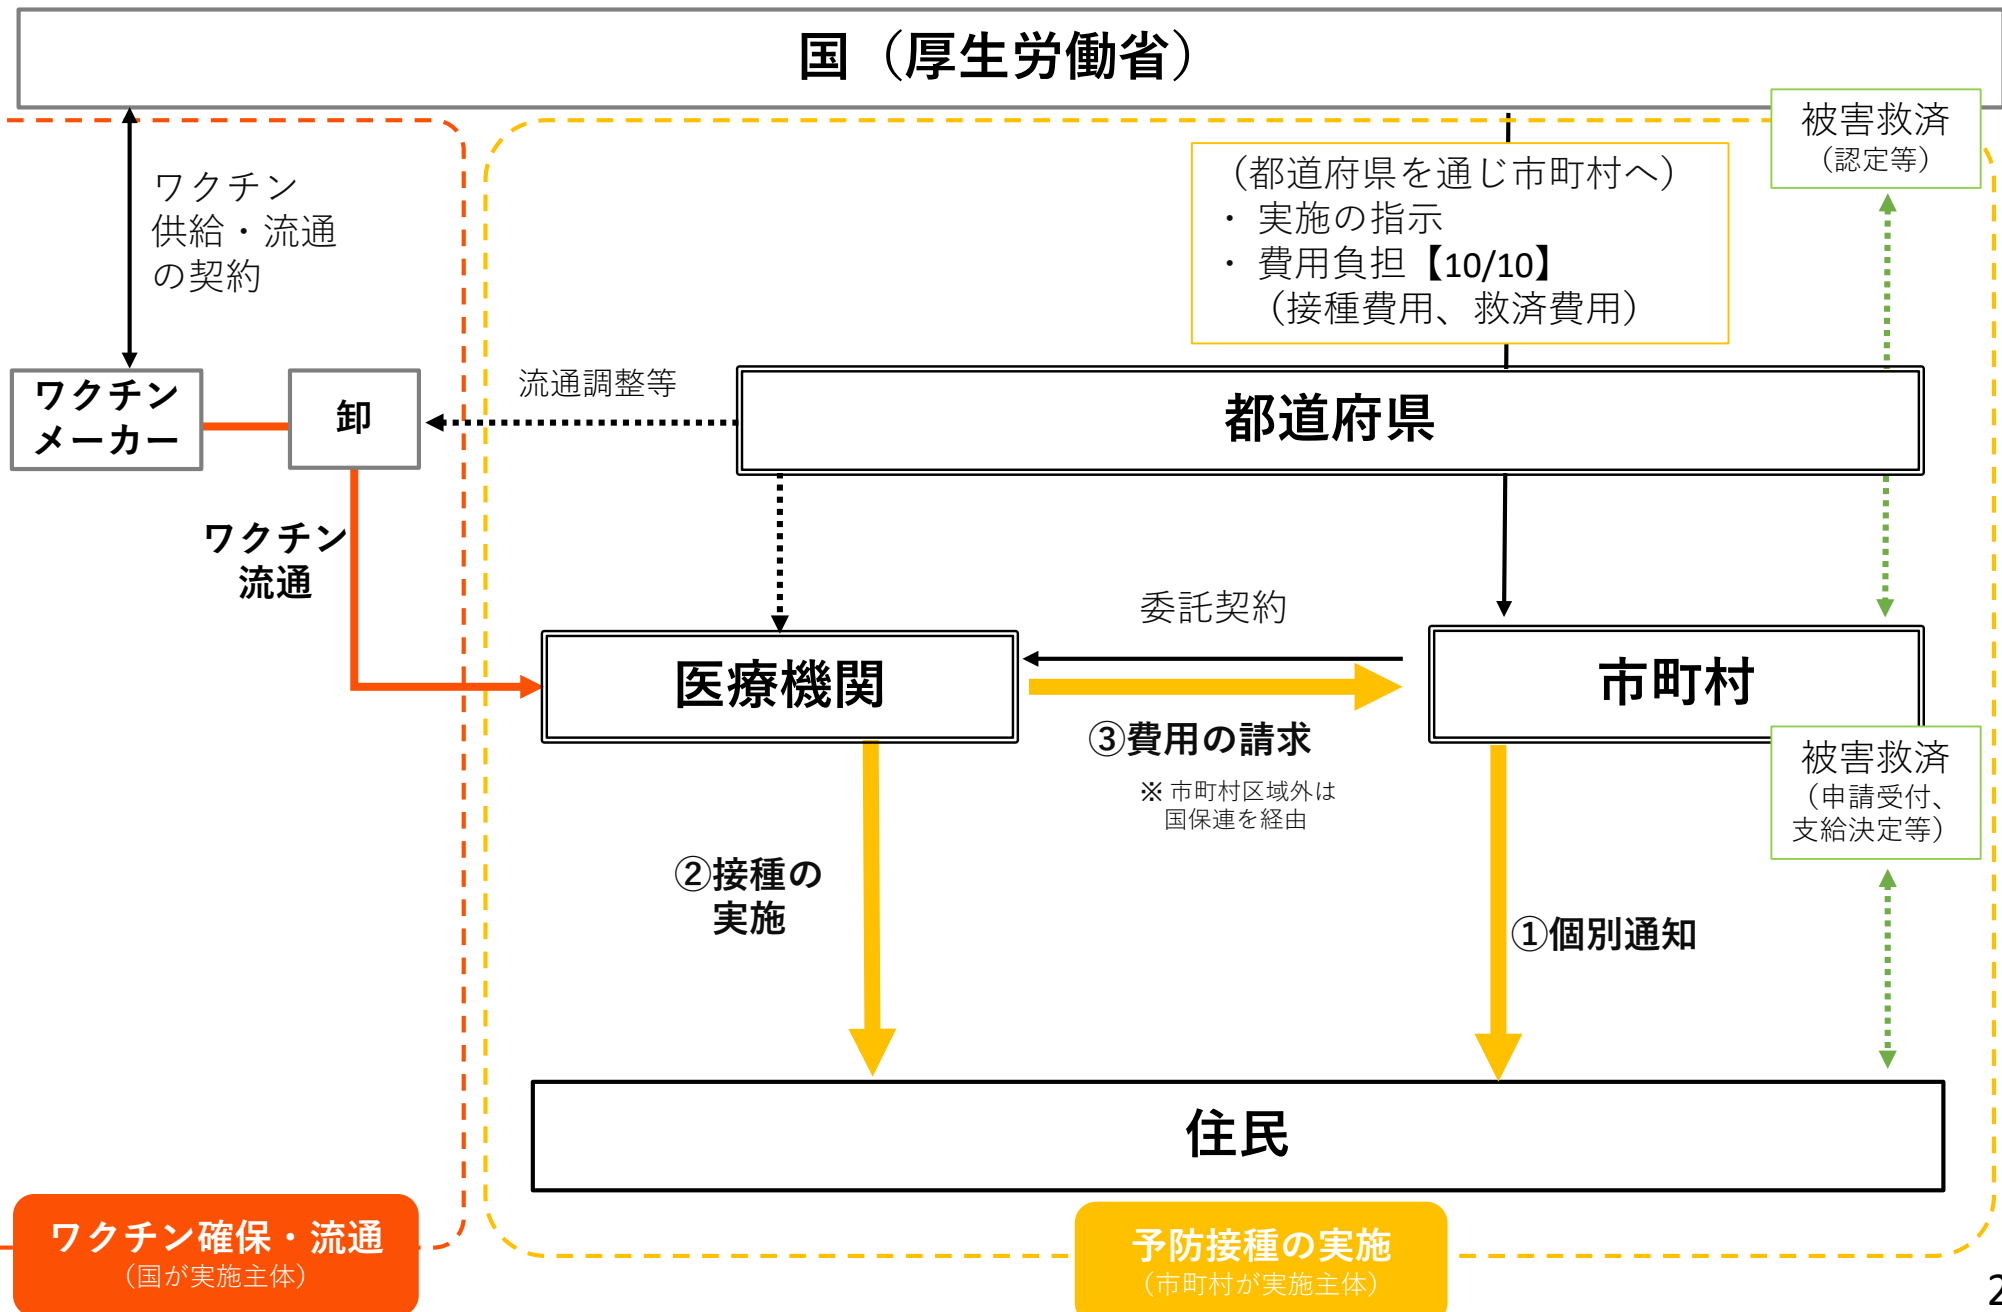 国（厚生労働省）
被害救済
（認定等）
ワクチン
供給・流通
の契約
（都道府県を通じ市町村へ）
・ 実施の指示
・ 費用負担【10/10】
（接種費用、救済費用）
ワクチン
メーカー
卸
流通調整等
都道府県
ワクチン
流通
委託契約
医療機関
市町村
③費用の請求
※ 市町村区域外は
国保連を経由
被害救済
（申請受付、
支給決定等）
②接種の
実施
①個別通知
住民
ワクチン確保・流通
（国が実施主体）
予防接種の実施
（市町村が実施主体）
2